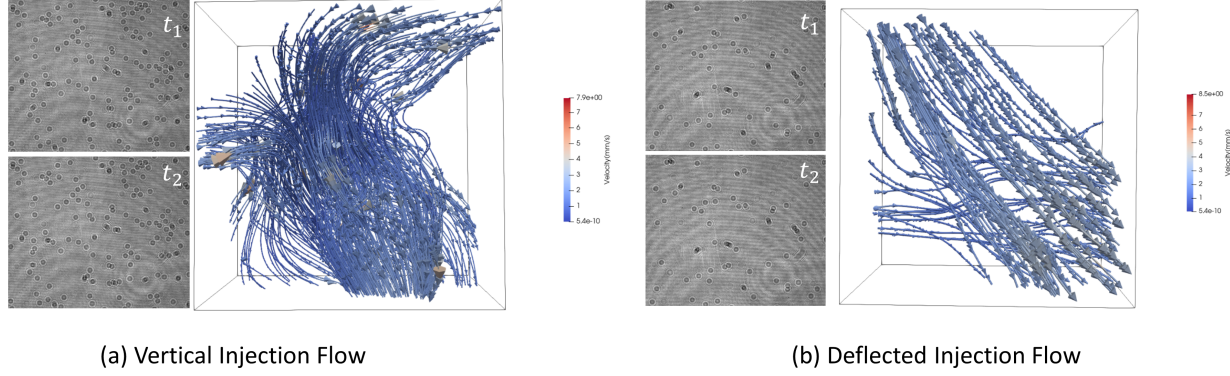 t₁
t₂
7.9e+00
7
6
5
4
3
2
1
5.4e-10
Velocity(mm/s)
(a) Vertical Injection Flow
t₁
t₂
8.5e+00
7
6
5
4
3
2
1
5.4e-10
Velocity(mm/s)
(b) Deflected Injection Flow